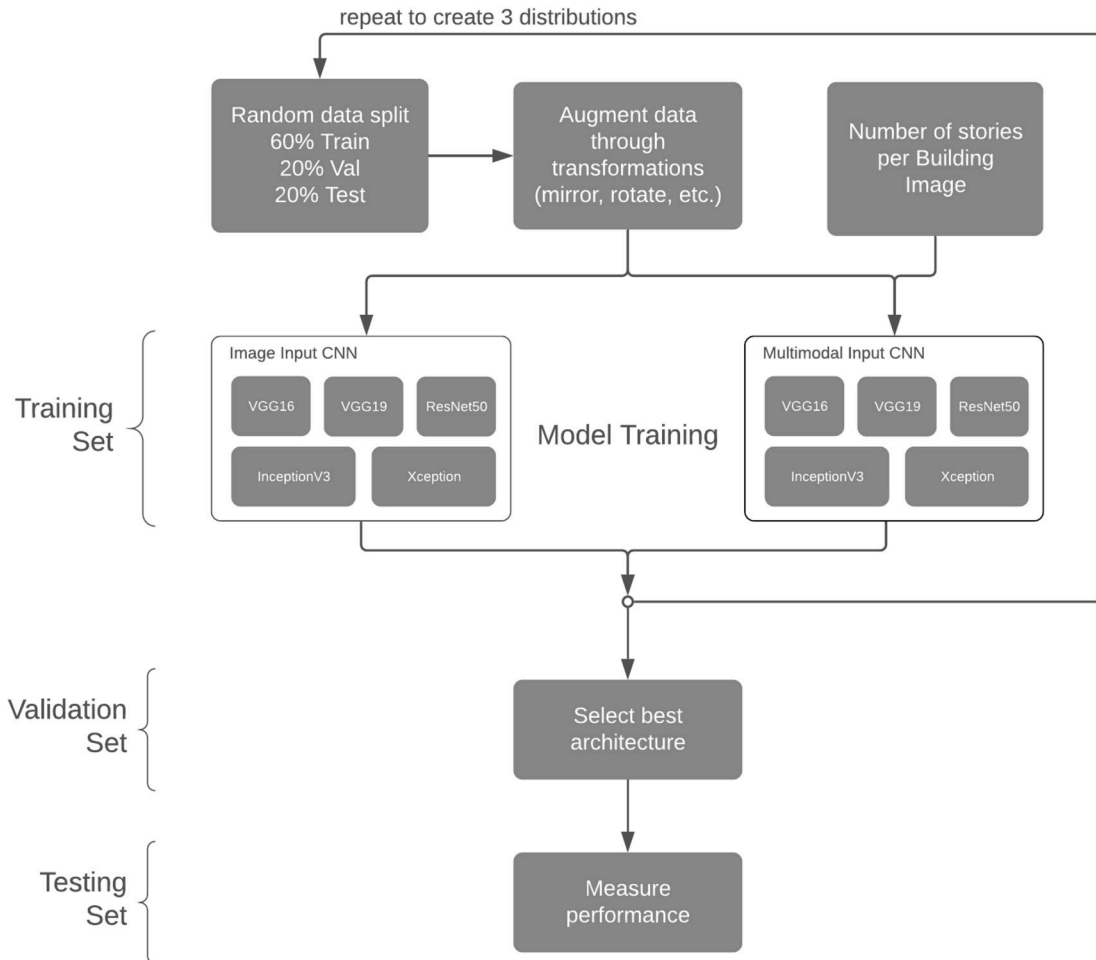 repeat to create 3 distributions
Random data split
60% Train
20% Val
20% Test
Augment data
through
transformations
(mirror, rotate, etc.)
Number of stories
per Building
Image
Training
Set
Image Input CNN
VGG16
VGG19
ResNet50
InceptionV3
Xception
Model Training
Multimodal Input CNN
VGG16
VGG19
ResNet50
InceptionV3
Xception
Validation
Set
Select best
architecture
Testing
Set
Measure
performance